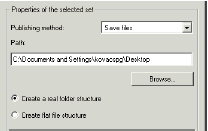 Properties of the selected set
Publishing method: Save files
Path:
C:\Documents and Settings\kovacspg\Desktop
Browse...
Create a real folder structure
Create flat file structure